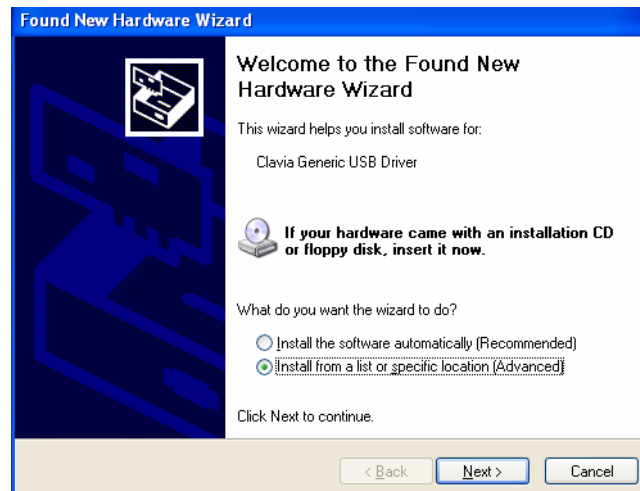 Found New Hardware Wizard
Welcome to the Found New
Hardware Wizard
This wizard helps you install software for:
Clavia Generic USB Driver
If your hardware came with an installation CD
or floppy disk, insert it now.
What do you want the wizard to do?
Install the software automatically (Recommended)
Install from a list or specific location (Advanced)
Click Next to continue.
< Back Next > Cancel